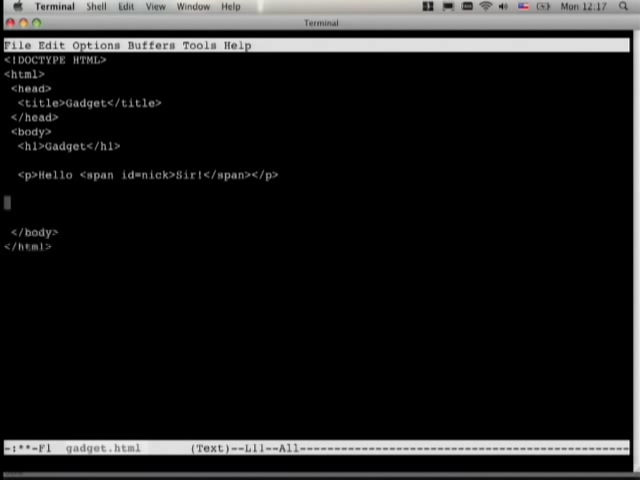 Terminal Shell Edit View Window Help Mon 12:17
Terminal
File Edit Options Buffers Tools Help
<!DOCTYPE HTML>
<html>
<head>
<title>Gadget</title>
</head>
<body>
<h1>Gadget</h1>
<p>Hello <span id=nick>Sir!</span></p>
</body>
</html>
-:**-F1 gadget.html (Text)--L11--All----------------------------------------------------